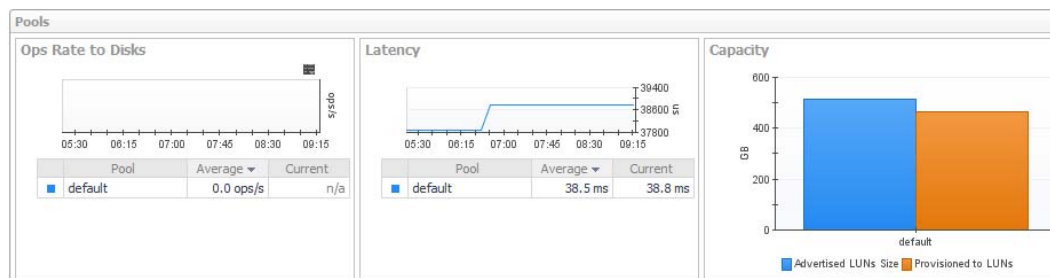 Pools
Ops Rate to Disks
ops/s
05:30 06:15 07:00 07:45 08:30 09:15
Pool Average Current
default 0.0 ops/s n/a
Latency
39400
38600
37800
us
05:30 06:15 07:00 07:45 08:30 09:15
Pool Average Current
default 38.5 ms 38.8 ms
Capacity
600
400
200
0
GB
default
Advertised LUNs Size Provisioned to LUNs